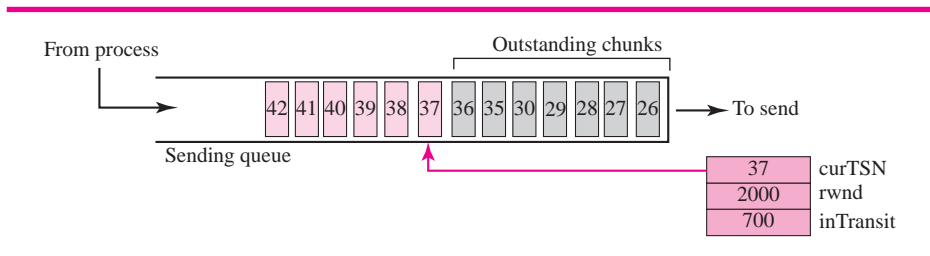 Outstanding chunks
From process
42 41 40 39 38 37 36 35 30 29 28 27 26
To send
Sending queue
37 curTSN
2000 rwnd
700 inTransit